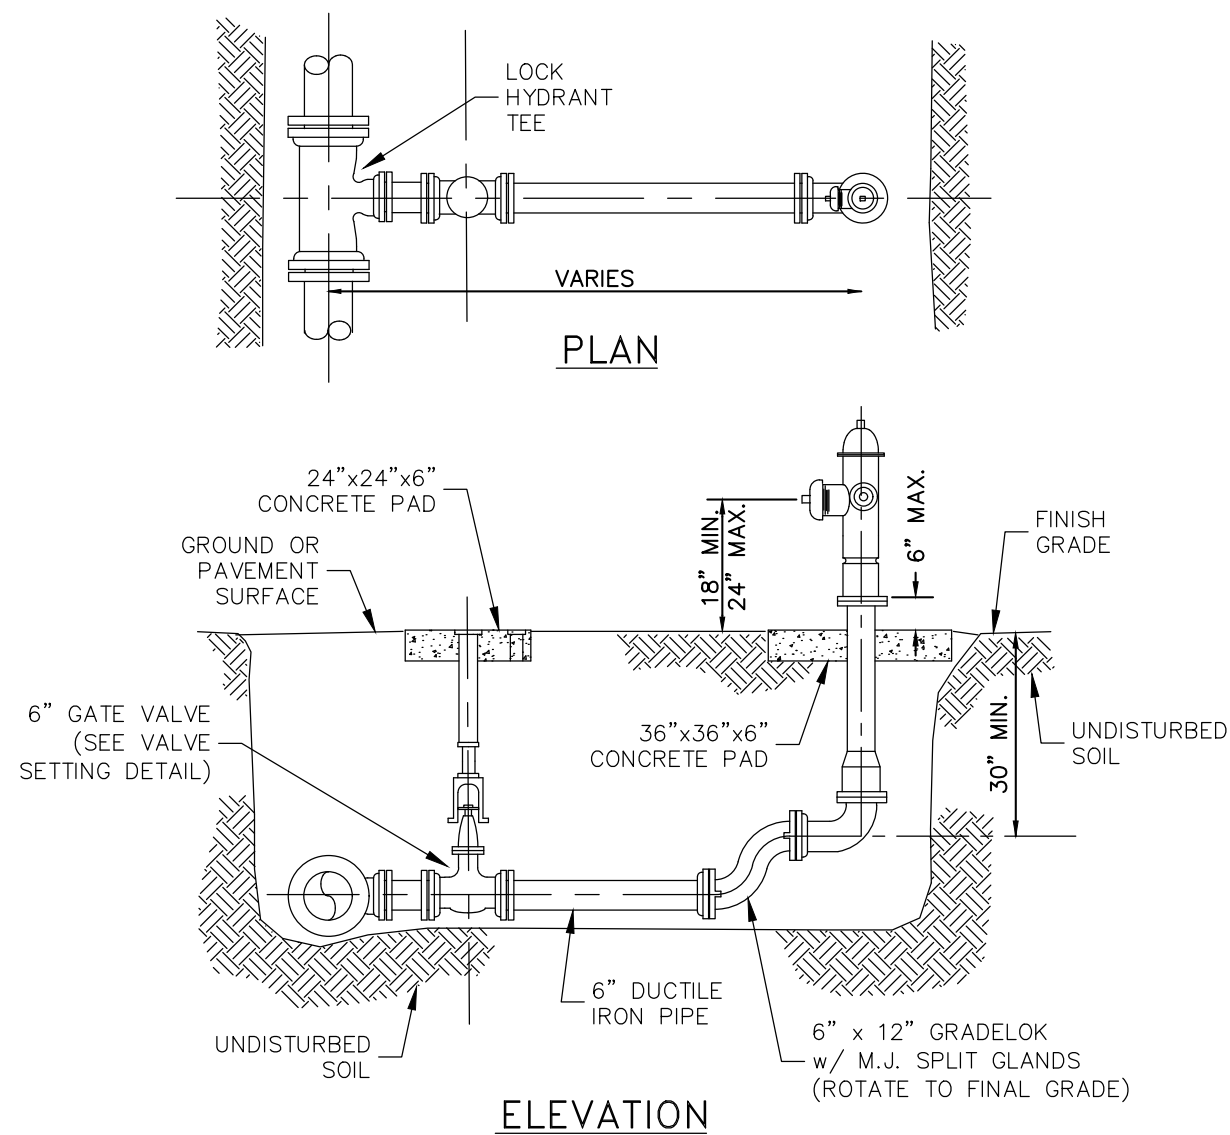 LOCK
HYDRANT
TEE
VARIES
PLAN
24"x24"x6"
CONCRETE PAD
GROUND OR
PAVEMENT
SURFACE
18" MIN.
24" MAX.
6" MAX.
FINISH
GRADE
6" GATE VALVE
(SEE VALVE
SETTING DETAIL)
36"x36"x6"
CONCRETE PAD
30" MIN.
UNDISTURBED
SOIL
6" DUCTILE
IRON PIPE
UNDISTURBED
SOIL
6" x 12" GRADELOK
w/ M.J. SPLIT GLANDS
(ROTATE TO FINAL GRADE)
ELEVATION